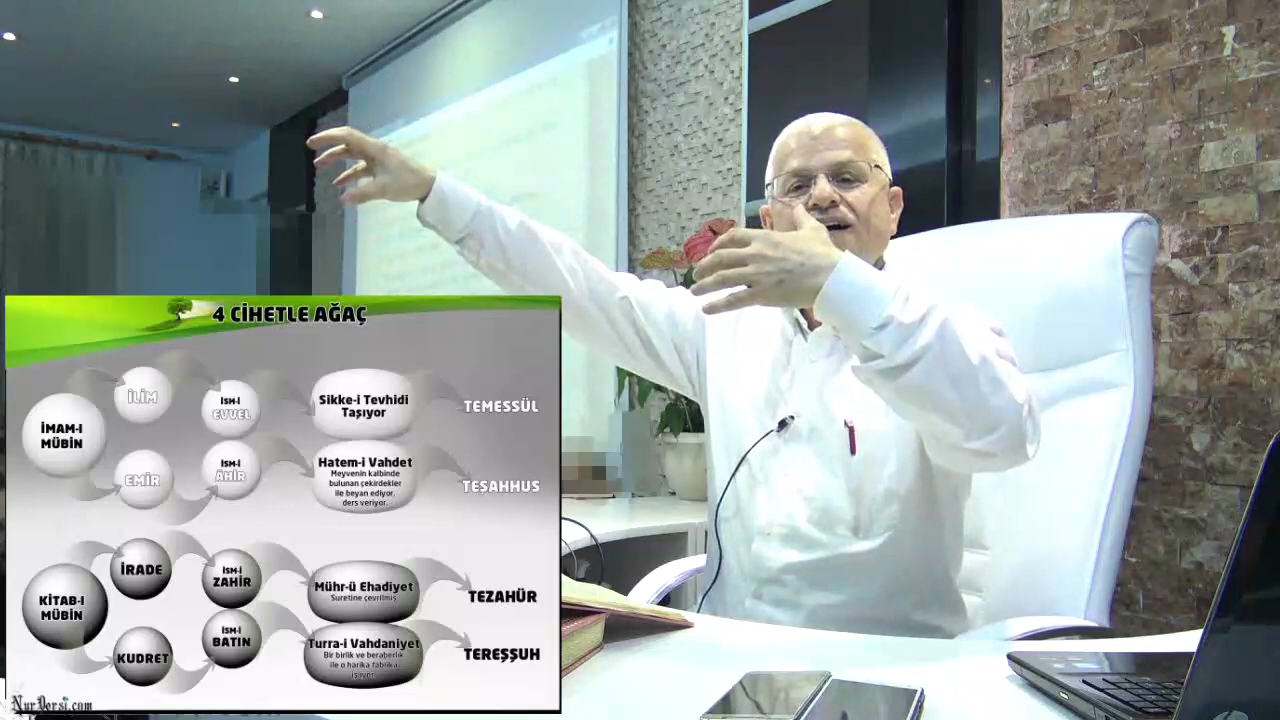 4 CİHETLE AĞAÇ
İMAM-I
MÜBİN
İLİM
İSM-İ
EVVEL
Sikke-i Tevhidi
Taşıyor
TEMESSÜL
EMİR
İSM-İ
ÂHİR
Hatem-i Vahdet
Meyvenin kalbinde
bulunan çekirdekler
ile beyan ediyor,
ders veriyor.
TEŞAHHUS
KİTAB-I
MÜBİN
İRADE
İSM-İ
ZAHİR
Mühr-ü Ehadiyet
Suretine çevrilmiş
TEZAHÜR
KUDRET
İSM-İ
BATIN
Turra-i Vahdaniyet
Bir birlik ve beraberlik
ile o harika fabrika
işliyor.
TEREŞŞUH
NurDersi.com